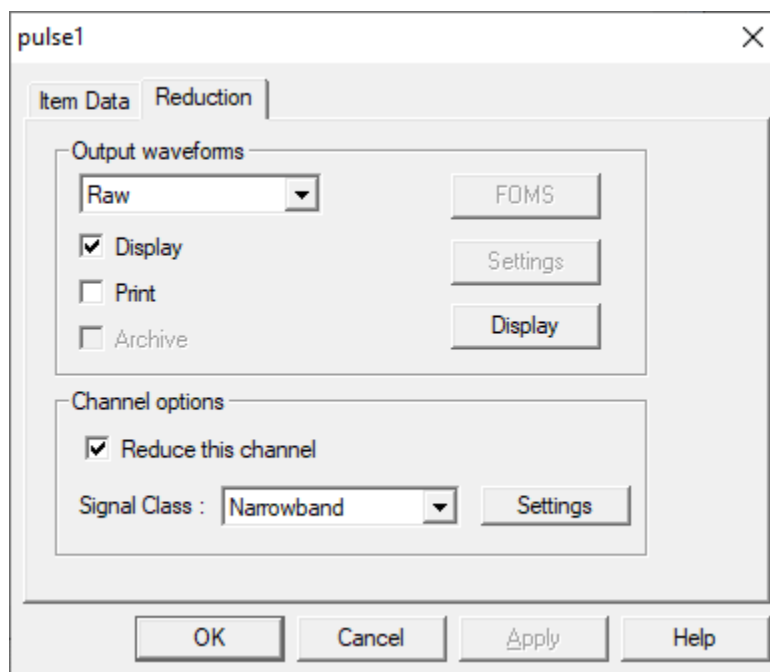 pulse1
Item Data Reduction
Output waveforms
Raw
FOMS
Display
Settings
Print
Display
Archive
Channel options
Reduce this channel
Signal Class : Narrowband Settings
OK Cancel Apply Help